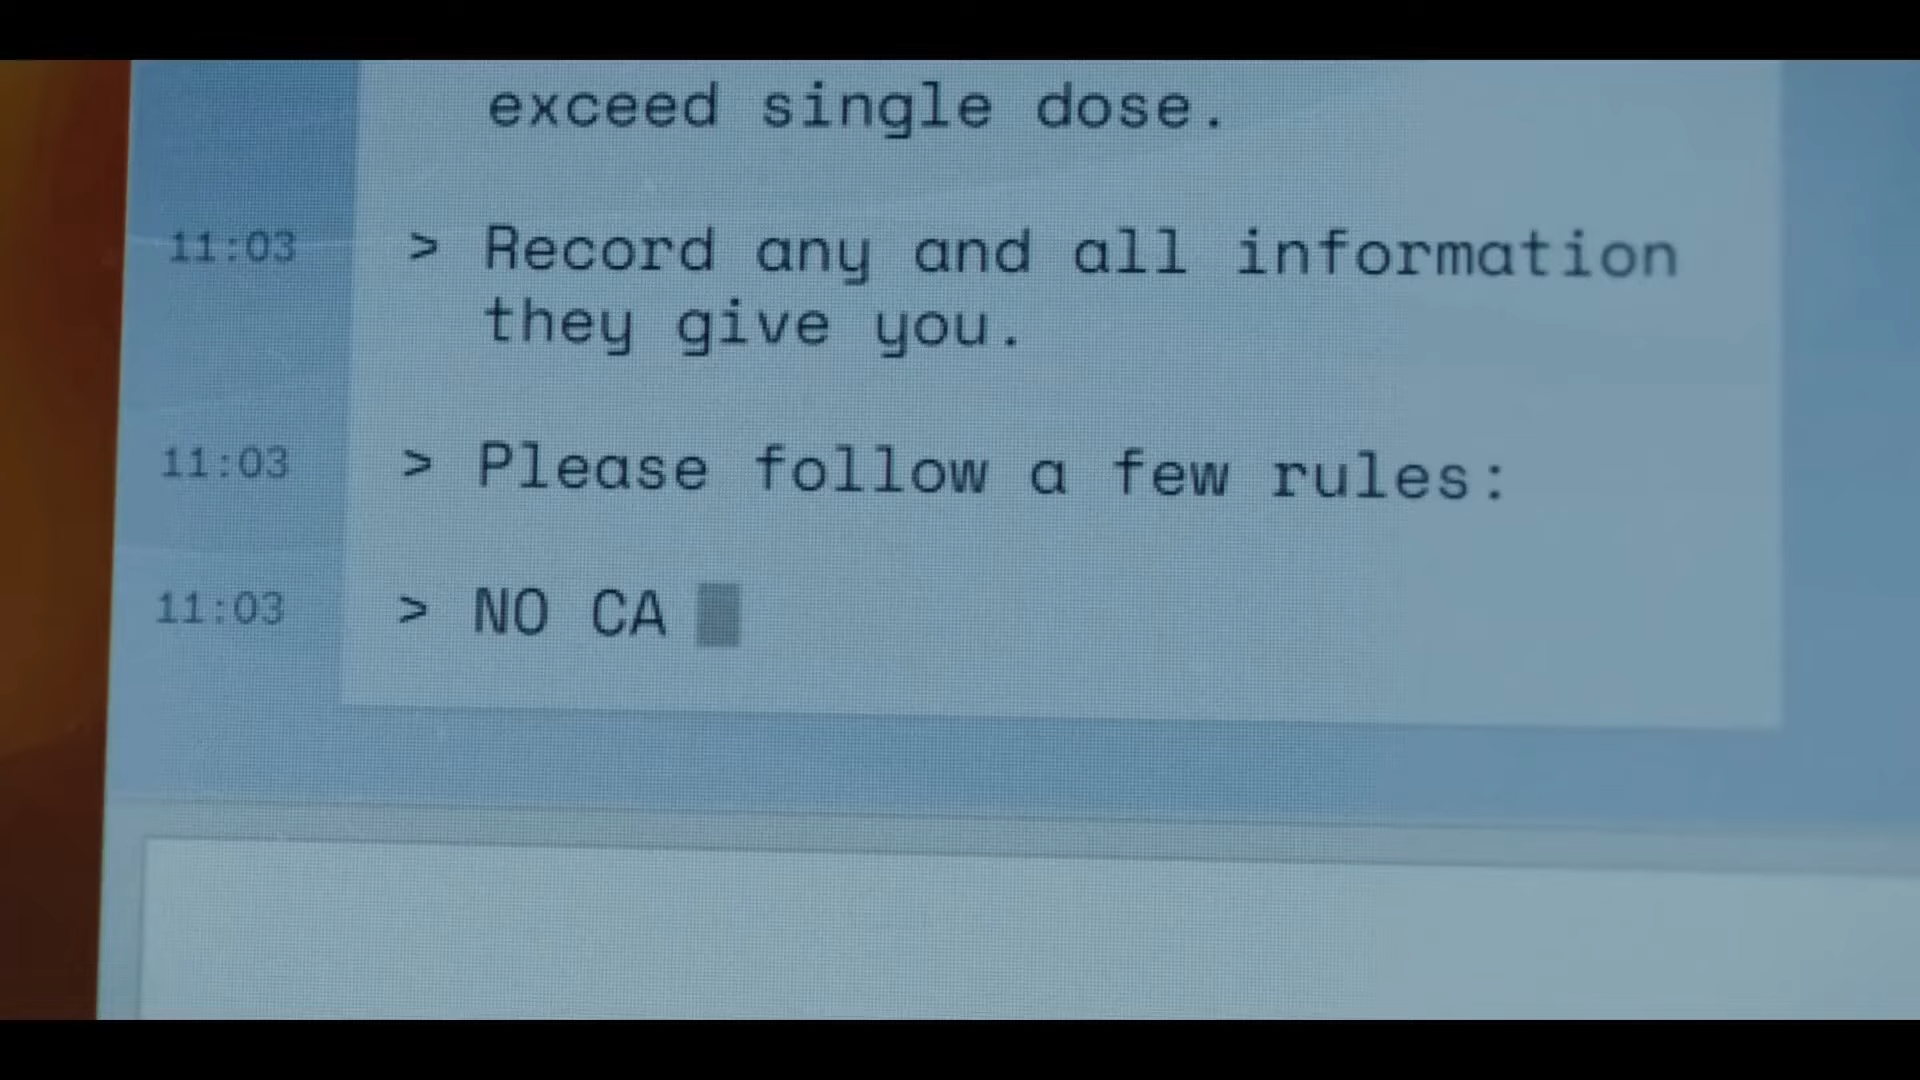 exceed single dose.
11:03 > Record any and all information
they give you.
11:03 > Please follow a few rules:
11:03 > NO CA